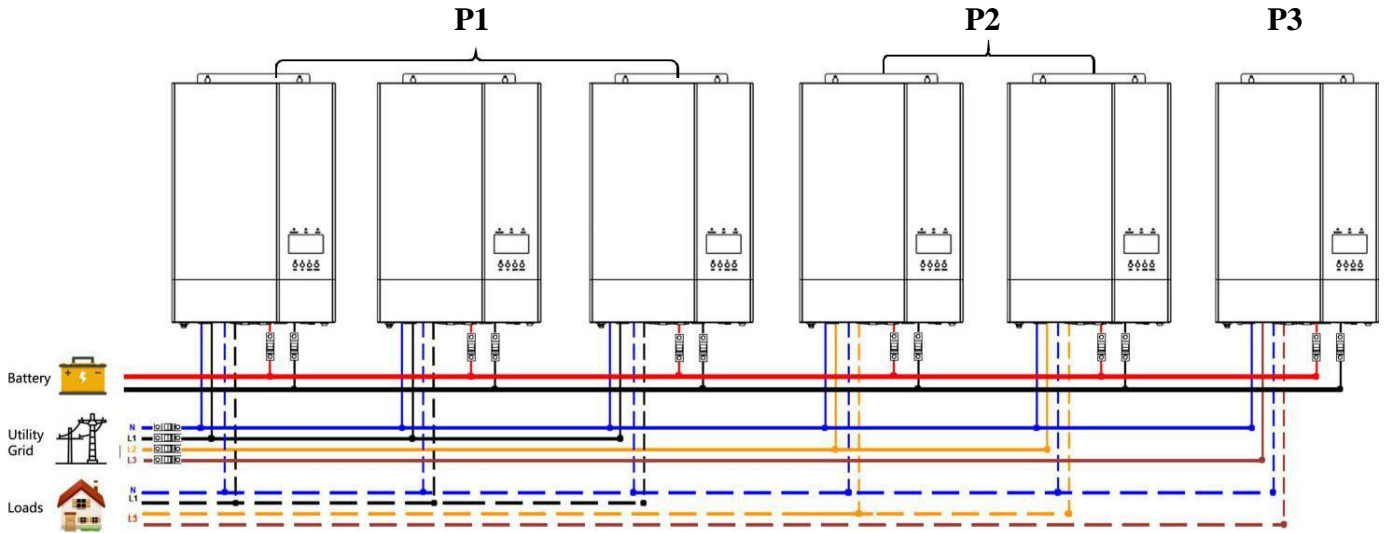 P1 P2 P3
Battery
+ −
Utility
Grid
N
L1
L2
L3
Loads
N
L1
L3